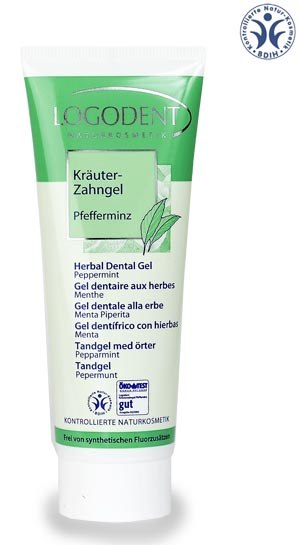 Kontrollierte Natur-Kosmetik
BDIH
LOGODENT
NATURKOSMETIK
Kräuter-
Zahngel
Pfefferminz
Herbal Dental Gel
Peppermint
Gel dentaire aux herbes
Menthe
Gel dentale alla erbe
Menta Piperita
Gel dentífrico con hierbas
Menta
Tandgel med örter
Pepparmint
Tandgel
Pepermunt
ÖKO-TEST
gut
KONTROLLIERTE NATURKOSMETIK
Frei von synthetischen Fluorzusätzen